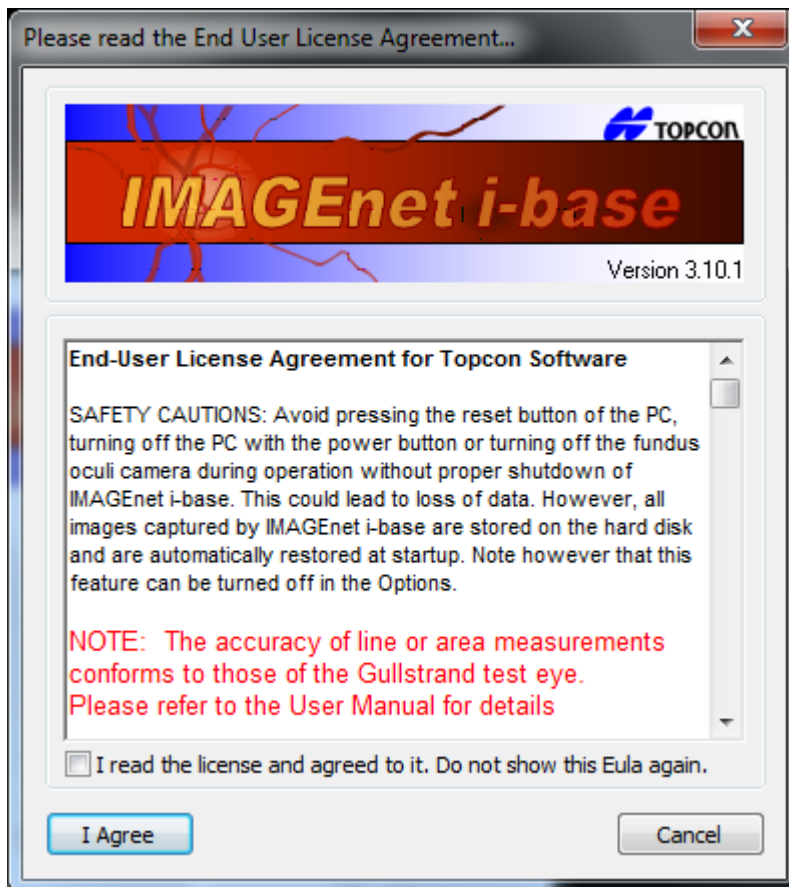 Please read the End User License Agreement...
TOPCON
IMAGEnet i-base
Version 3.10.1
End-User License Agreement for Topcon Software
SAFETY CAUTIONS: Avoid pressing the reset button of the PC,
turning off the PC with the power button or turning off the fundus
oculi camera during operation without proper shutdown of
IMAGEnet i-base. This could lead to loss of data. However, all
images captured by IMAGEnet i-base are stored on the hard disk
and are automatically restored at startup. Note however that this
feature can be turned off in the Options.
NOTE: The accuracy of line or area measurements
conforms to those of the Gullstrand test eye.
Please refer to the User Manual for details
I read the license and agreed to it. Do not show this Eula again.
I Agree
Cancel